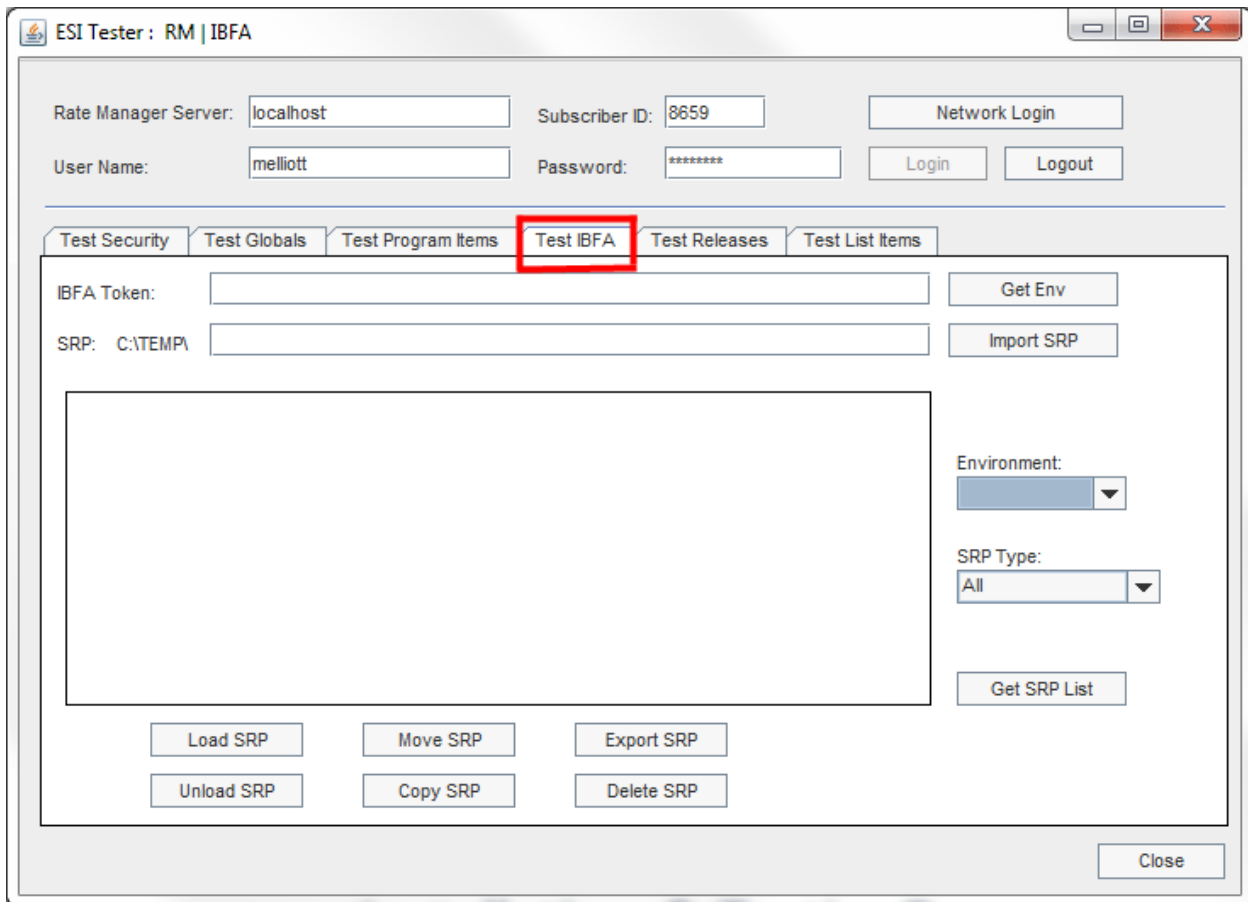 ESI Tester : RM | IBFA
Rate Manager Server: localhost Subscriber ID: 8659 Network Login
User Name: melliott Password: ******** Login Logout
Test Security Test Globals Test Program Items Test IBFA Test Releases Test List Items
IBFA Token: Get Env
SRP: C:\TEMP\ Import SRP
Environment:
SRP Type:
All
Get SRP List
Load SRP Move SRP Export SRP
Unload SRP Copy SRP Delete SRP
Close